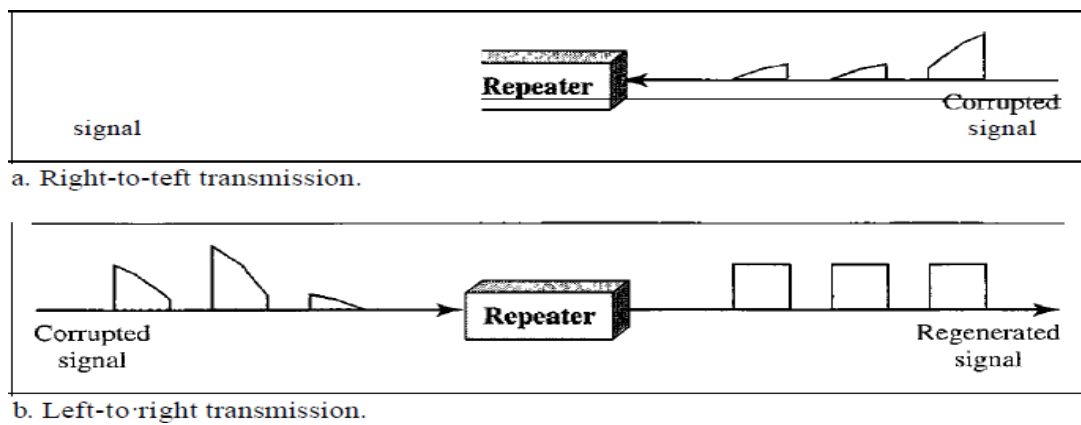 Repeater
Corrupted
signal
signal
a. Right-to-teft transmission.
Repeater
Corrupted
signal
Regenerated
signal
b. Left-to·right transmission.